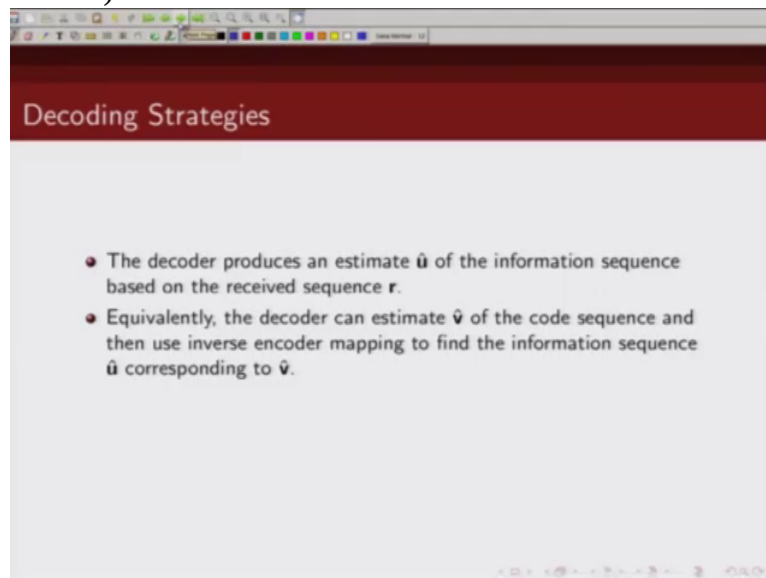 Decoding Strategies
The decoder produces an estimate û of the information sequence
based on the received sequence r.
Equivalently, the decoder can estimate v̂ of the code sequence and
then use inverse encoder mapping to find the information sequence
û corresponding to v̂.